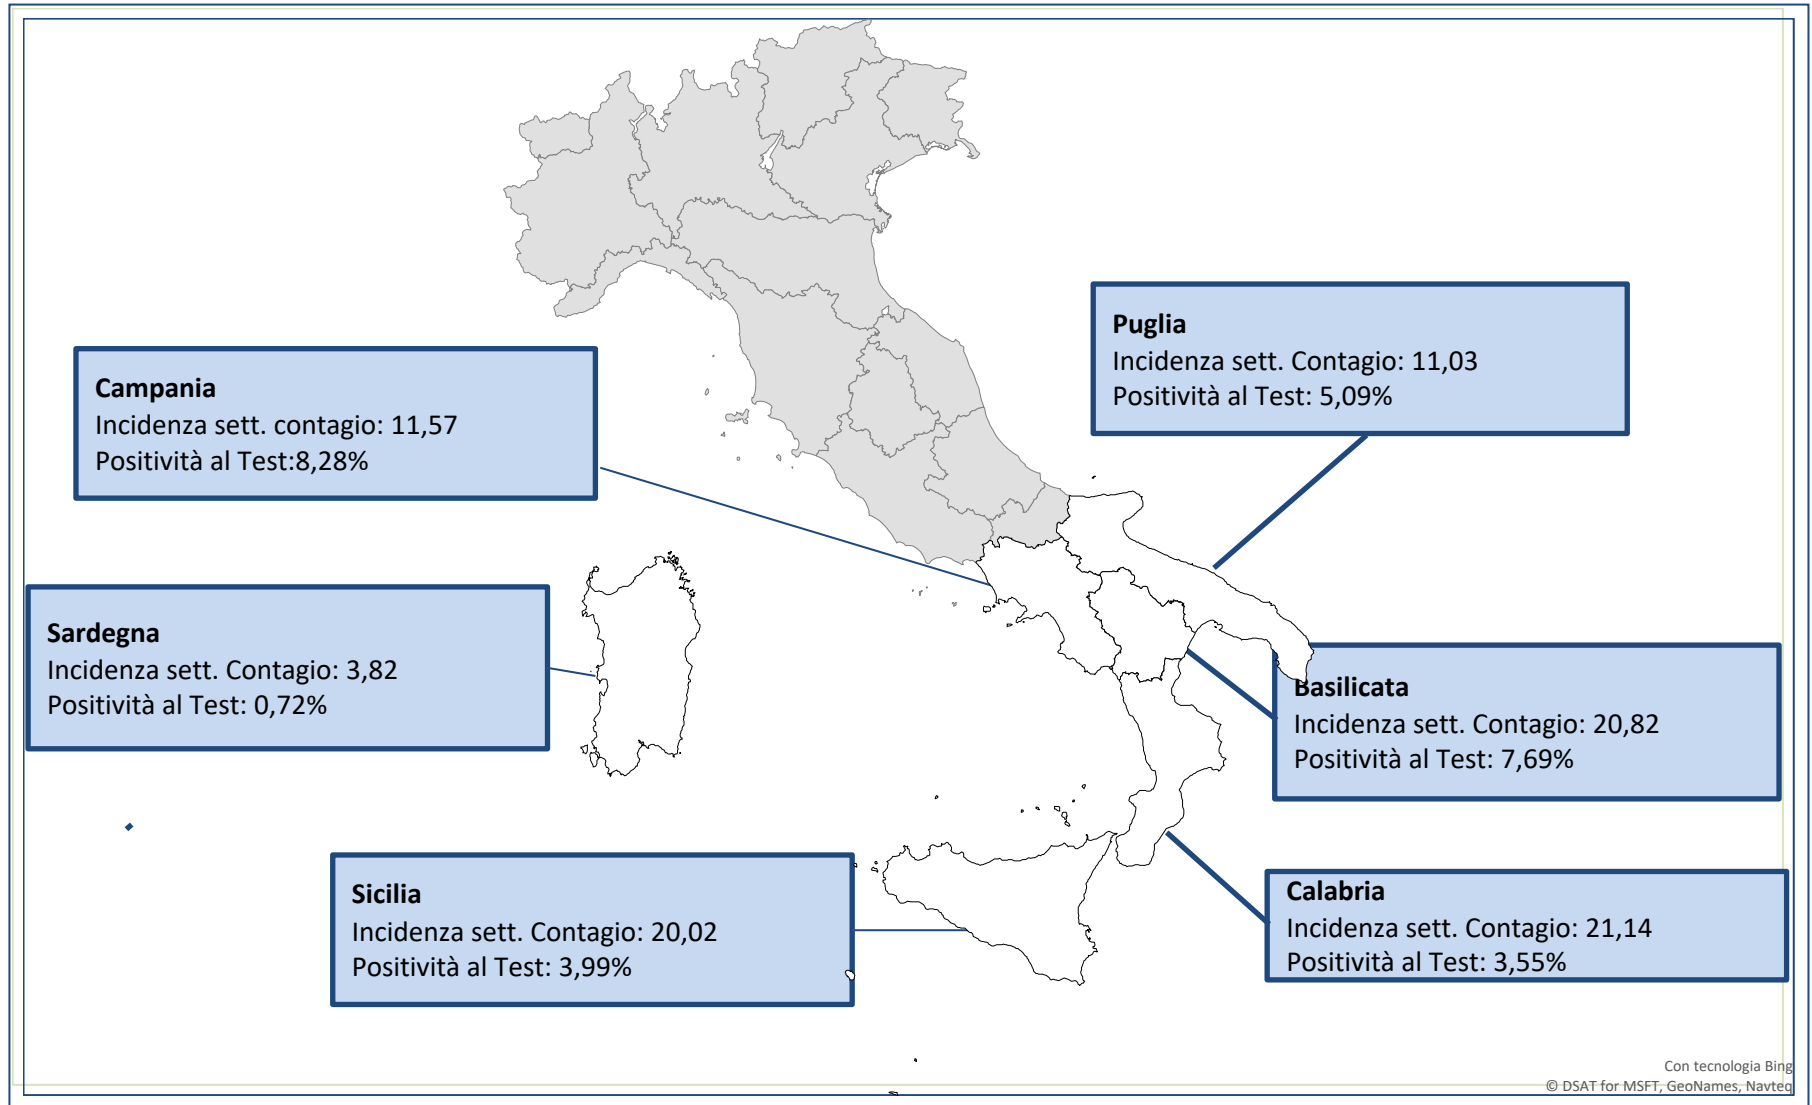 Puglia
Incidenza sett. Contagio: 11,03
Positività al Test: 5,09%
Campania
Incidenza sett. contagio: 11,57
Positività al Test:8,28%
Sardegna
Incidenza sett. Contagio: 3,82
Positività al Test: 0,72%
Basilicata
Incidenza sett. Contagio: 20,82
Positività al Test: 7,69%
Sicilia
Incidenza sett. Contagio: 20,02
Positività al Test: 3,99%
Calabria
Incidenza sett. Contagio: 21,14
Positività al Test: 3,55%
Con tecnologia Bing
© DSAT for MSFT, GeoNames, Navteq